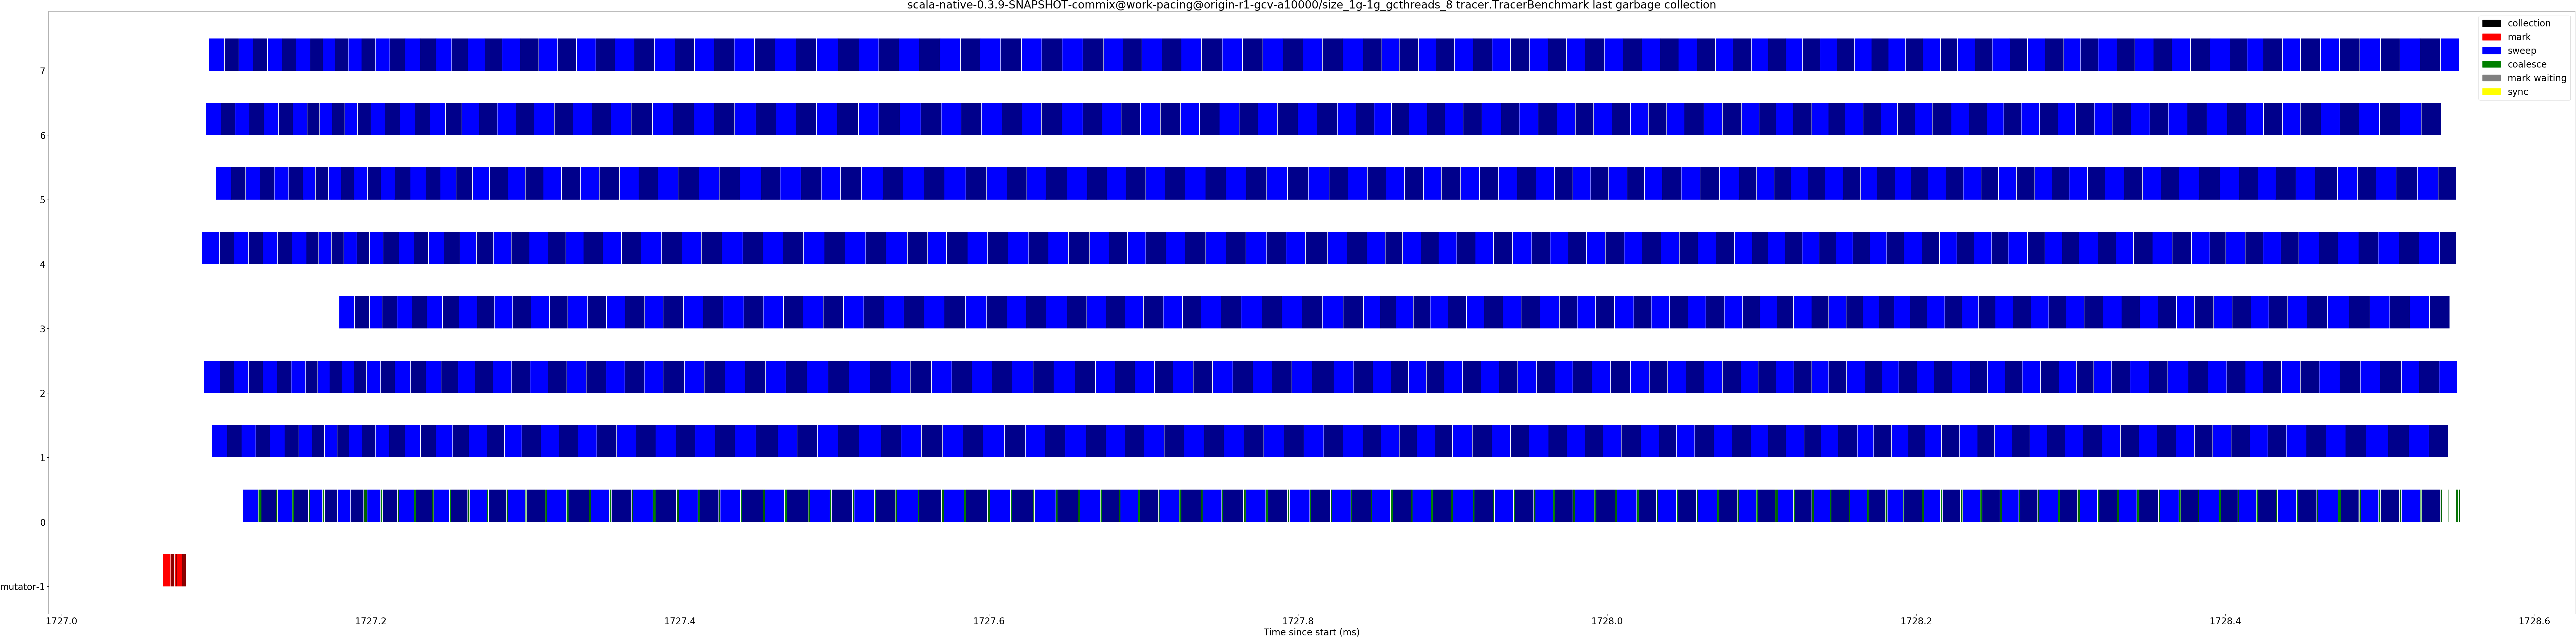 scala-native-0.3.9-SNAPSHOT-commix@work-pacing@origin-r1-gcv-a10000/size_1g-1g_gcthreads_8 tracer.TracerBenchmark last garbage collection
collection
mark
sweep
coalesce
mark waiting
sync
7
6
5
4
3
2
1
0
mutator-1
1727.0 1727.2 1727.4 1727.6 1727.8 1728.0 1728.2 1728.4 1728.6
Time since start (ms)